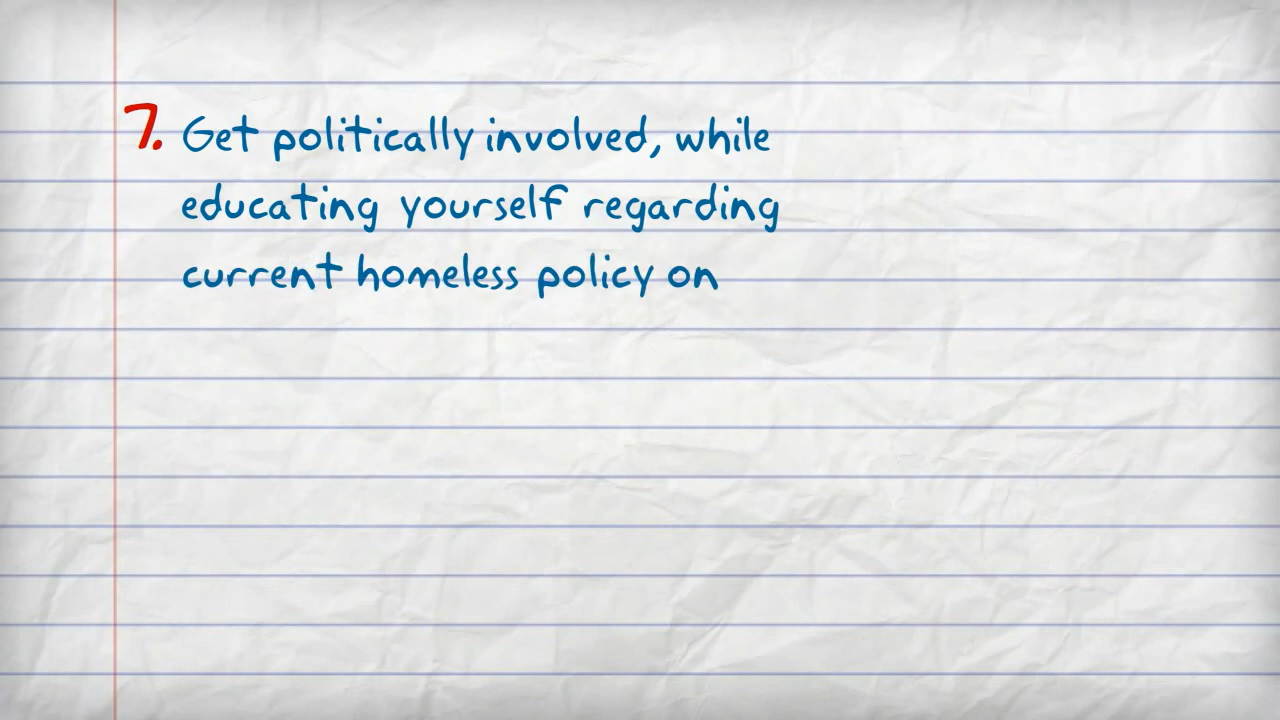 7. Get politically involved, while
educating yourself regarding
current homeless policy on